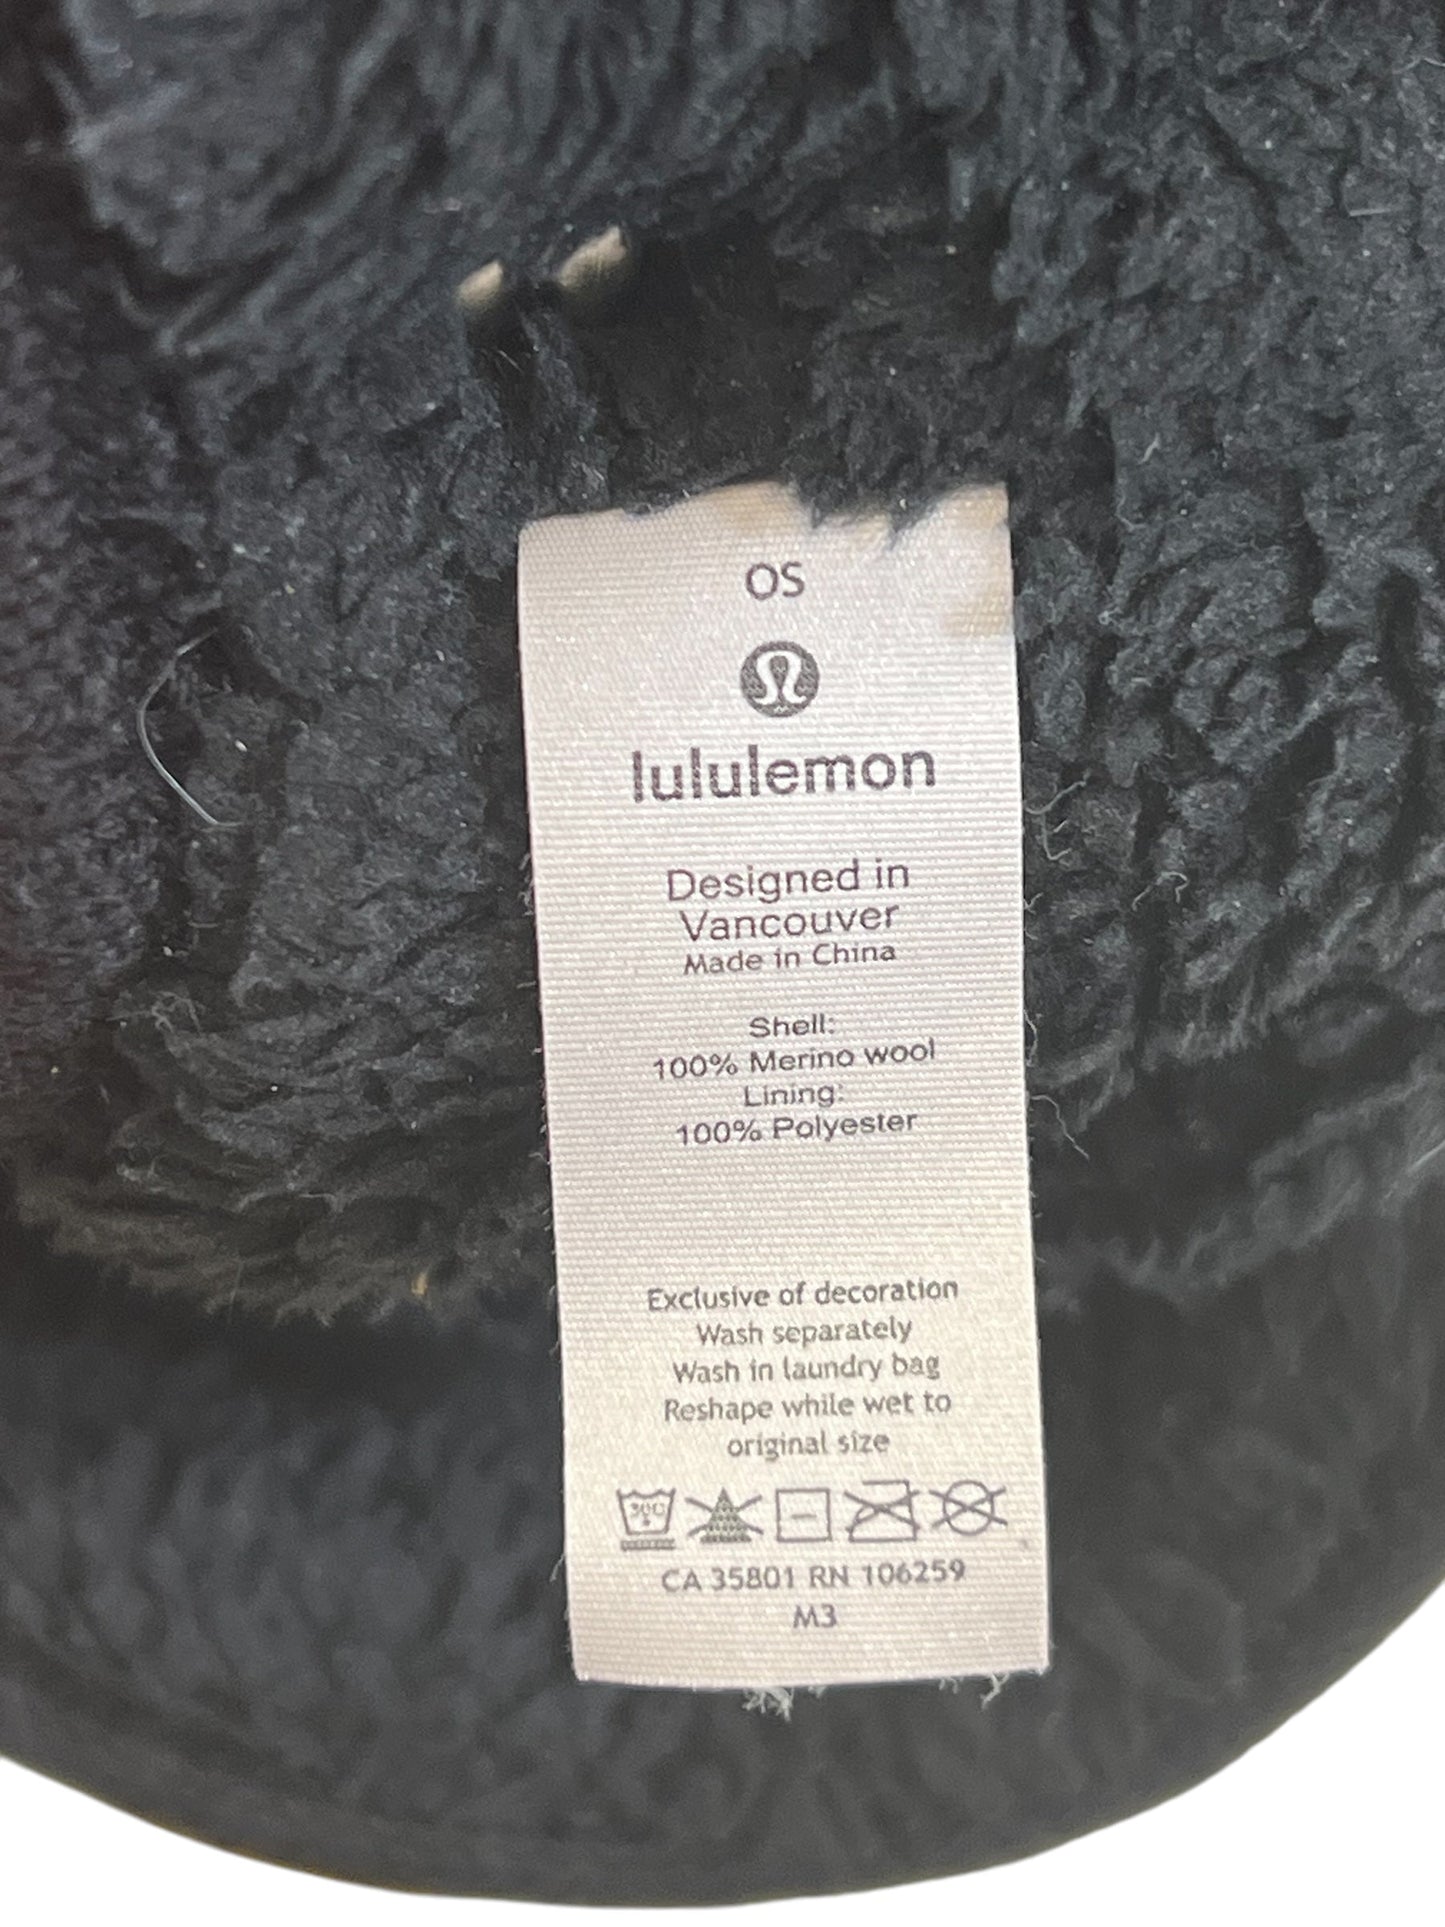 OS
lululemon
Designed in
Vancouver
Made in China
Shell:
100% Merino wool
Lining:
100% Polyester
Exclusive of decoration
Wash separately
Wash in laundry bag
Reshape while wet to
original size
30C
CA 35801 RN 106259
M3